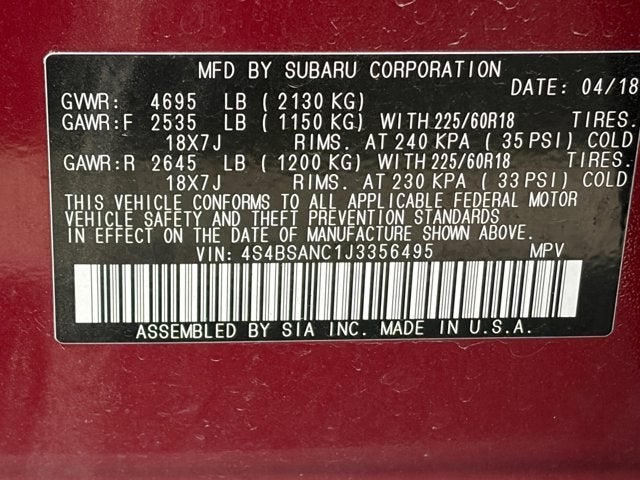 MFD BY SUBARU CORPORATION
DATE: 04/18
GVWR: 4695 LB ( 2130 KG)
GAWR: F 2535 LB ( 1150 KG) WITH 225/60R18 TIRES.
18X7J RIMS. AT 240 KPA ( 35 PSI) COLD
GAWR: R 2645 LB ( 1200 KG) WITH 225/60R18 TIRES.
18X7J RIMS. AT 230 KPA ( 33 PSI) COLD
THIS VEHICLE CONFORMS TO ALL APPLICABLE FEDERAL MOTOR
VEHICLE SAFETY AND THEFT PREVENTION STANDARDS
IN EFFECT ON THE DATE OF MANUFACTURE SHOWN ABOVE.
VIN: 4S4BSANC1J3356495 MPV
ASSEMBLED BY SIA INC. MADE IN U.S.A.